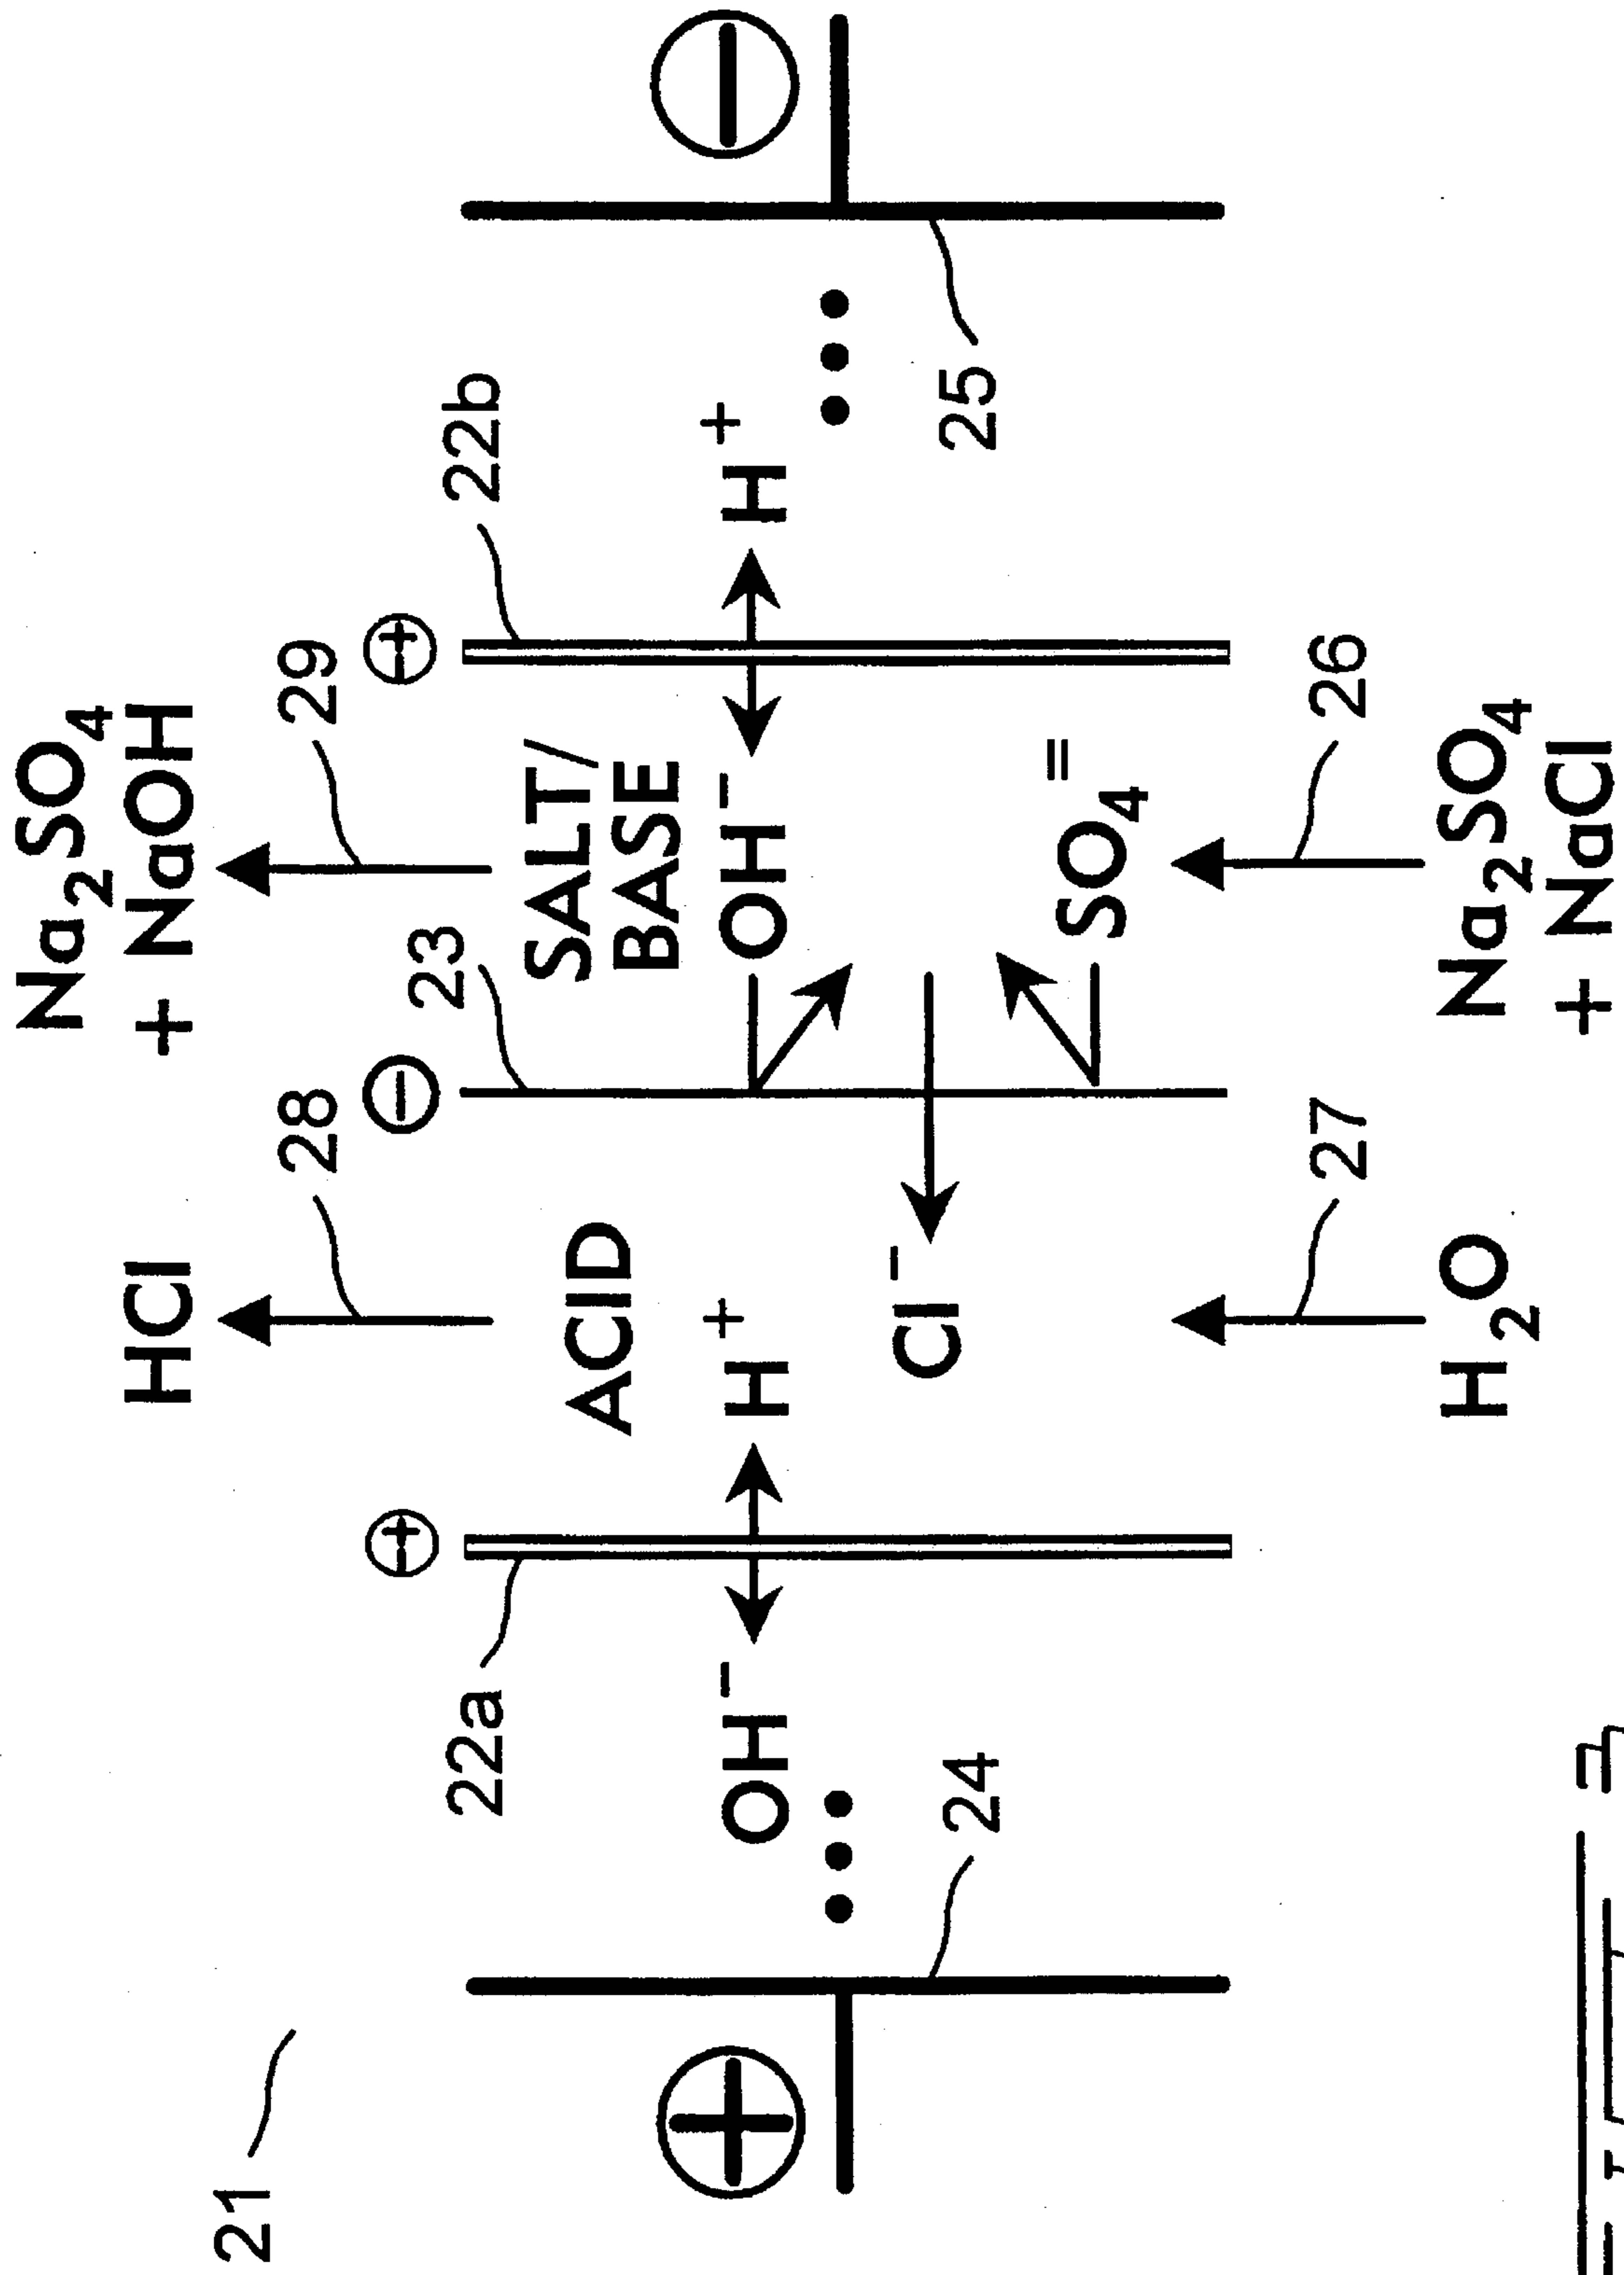 Na₂SO₄
HCl
+ NaOH
21
28
29
⊖
23
22a
22b
ACID
SALT/
BASE
+
OH⁻
H⁺
OH⁻
H⁺
−
Cl⁻
24
25
SO₄⁼
27
26
H₂O
Na₂SO₄
+ NaCl